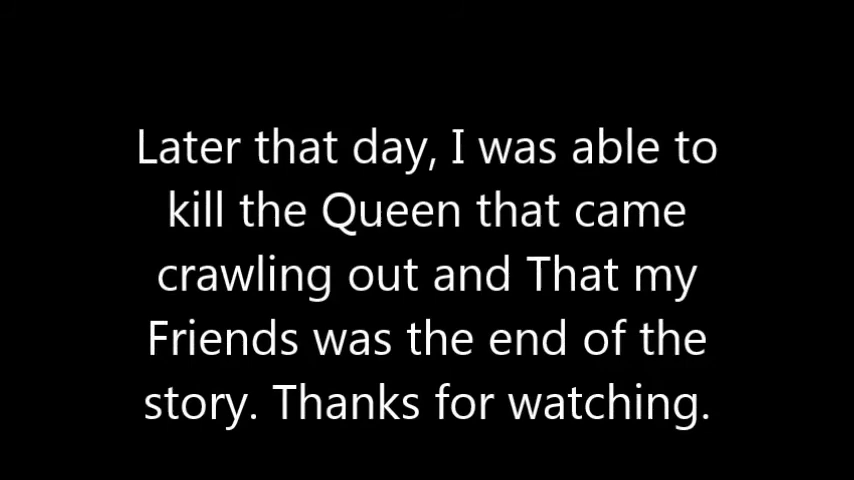 Later that day, I was able to
kill the Queen that came
crawling out and That my
Friends was the end of the
story. Thanks for watching.